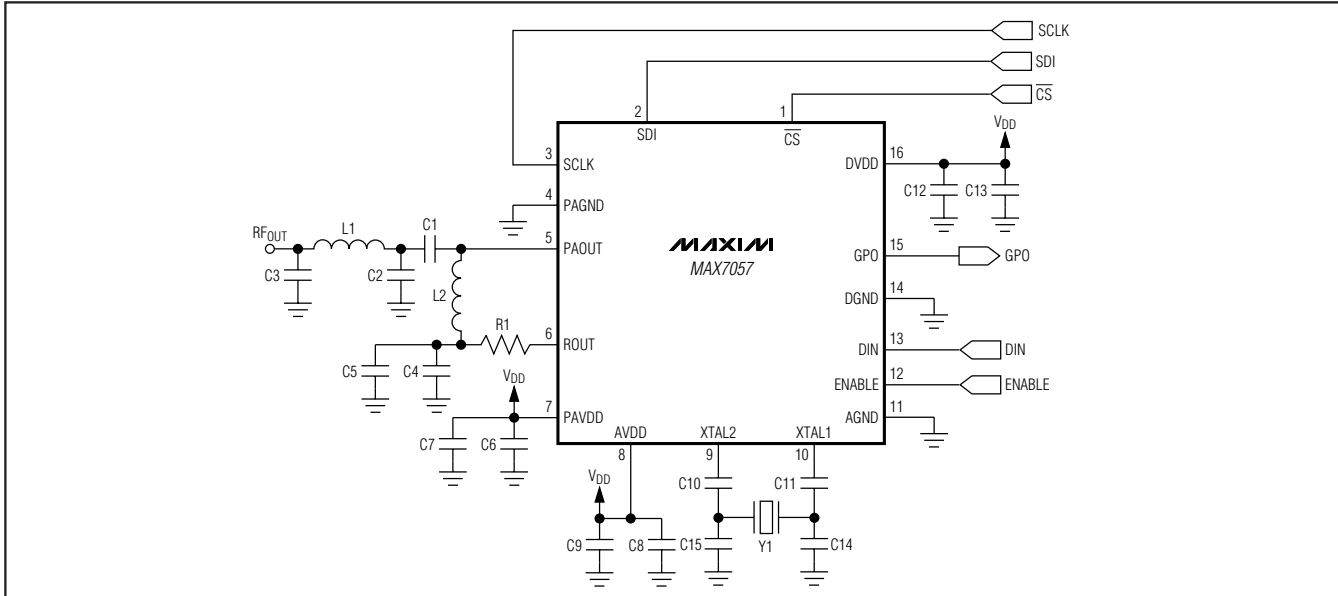 SCLK
SDI
CS
2
1
SDI
CS
VDD
3
SCLK
DVDD
16
C12
C13
4
PAGND
RFOUT
L1
C1
5
PAOUT
MAXIM
MAX7057
GPO
15
GPO
C3
C2
L2
DGND
14
R1
6
ROUT
DIN
13
DIN
C5
C4
VDD
ENABLE
12
ENABLE
7
PAVDD
AGND
11
C7
C6
AVDD
XTAL2
XTAL1
8
9
10
VDD
C10
C11
C9
C8
C15
Y1
C14